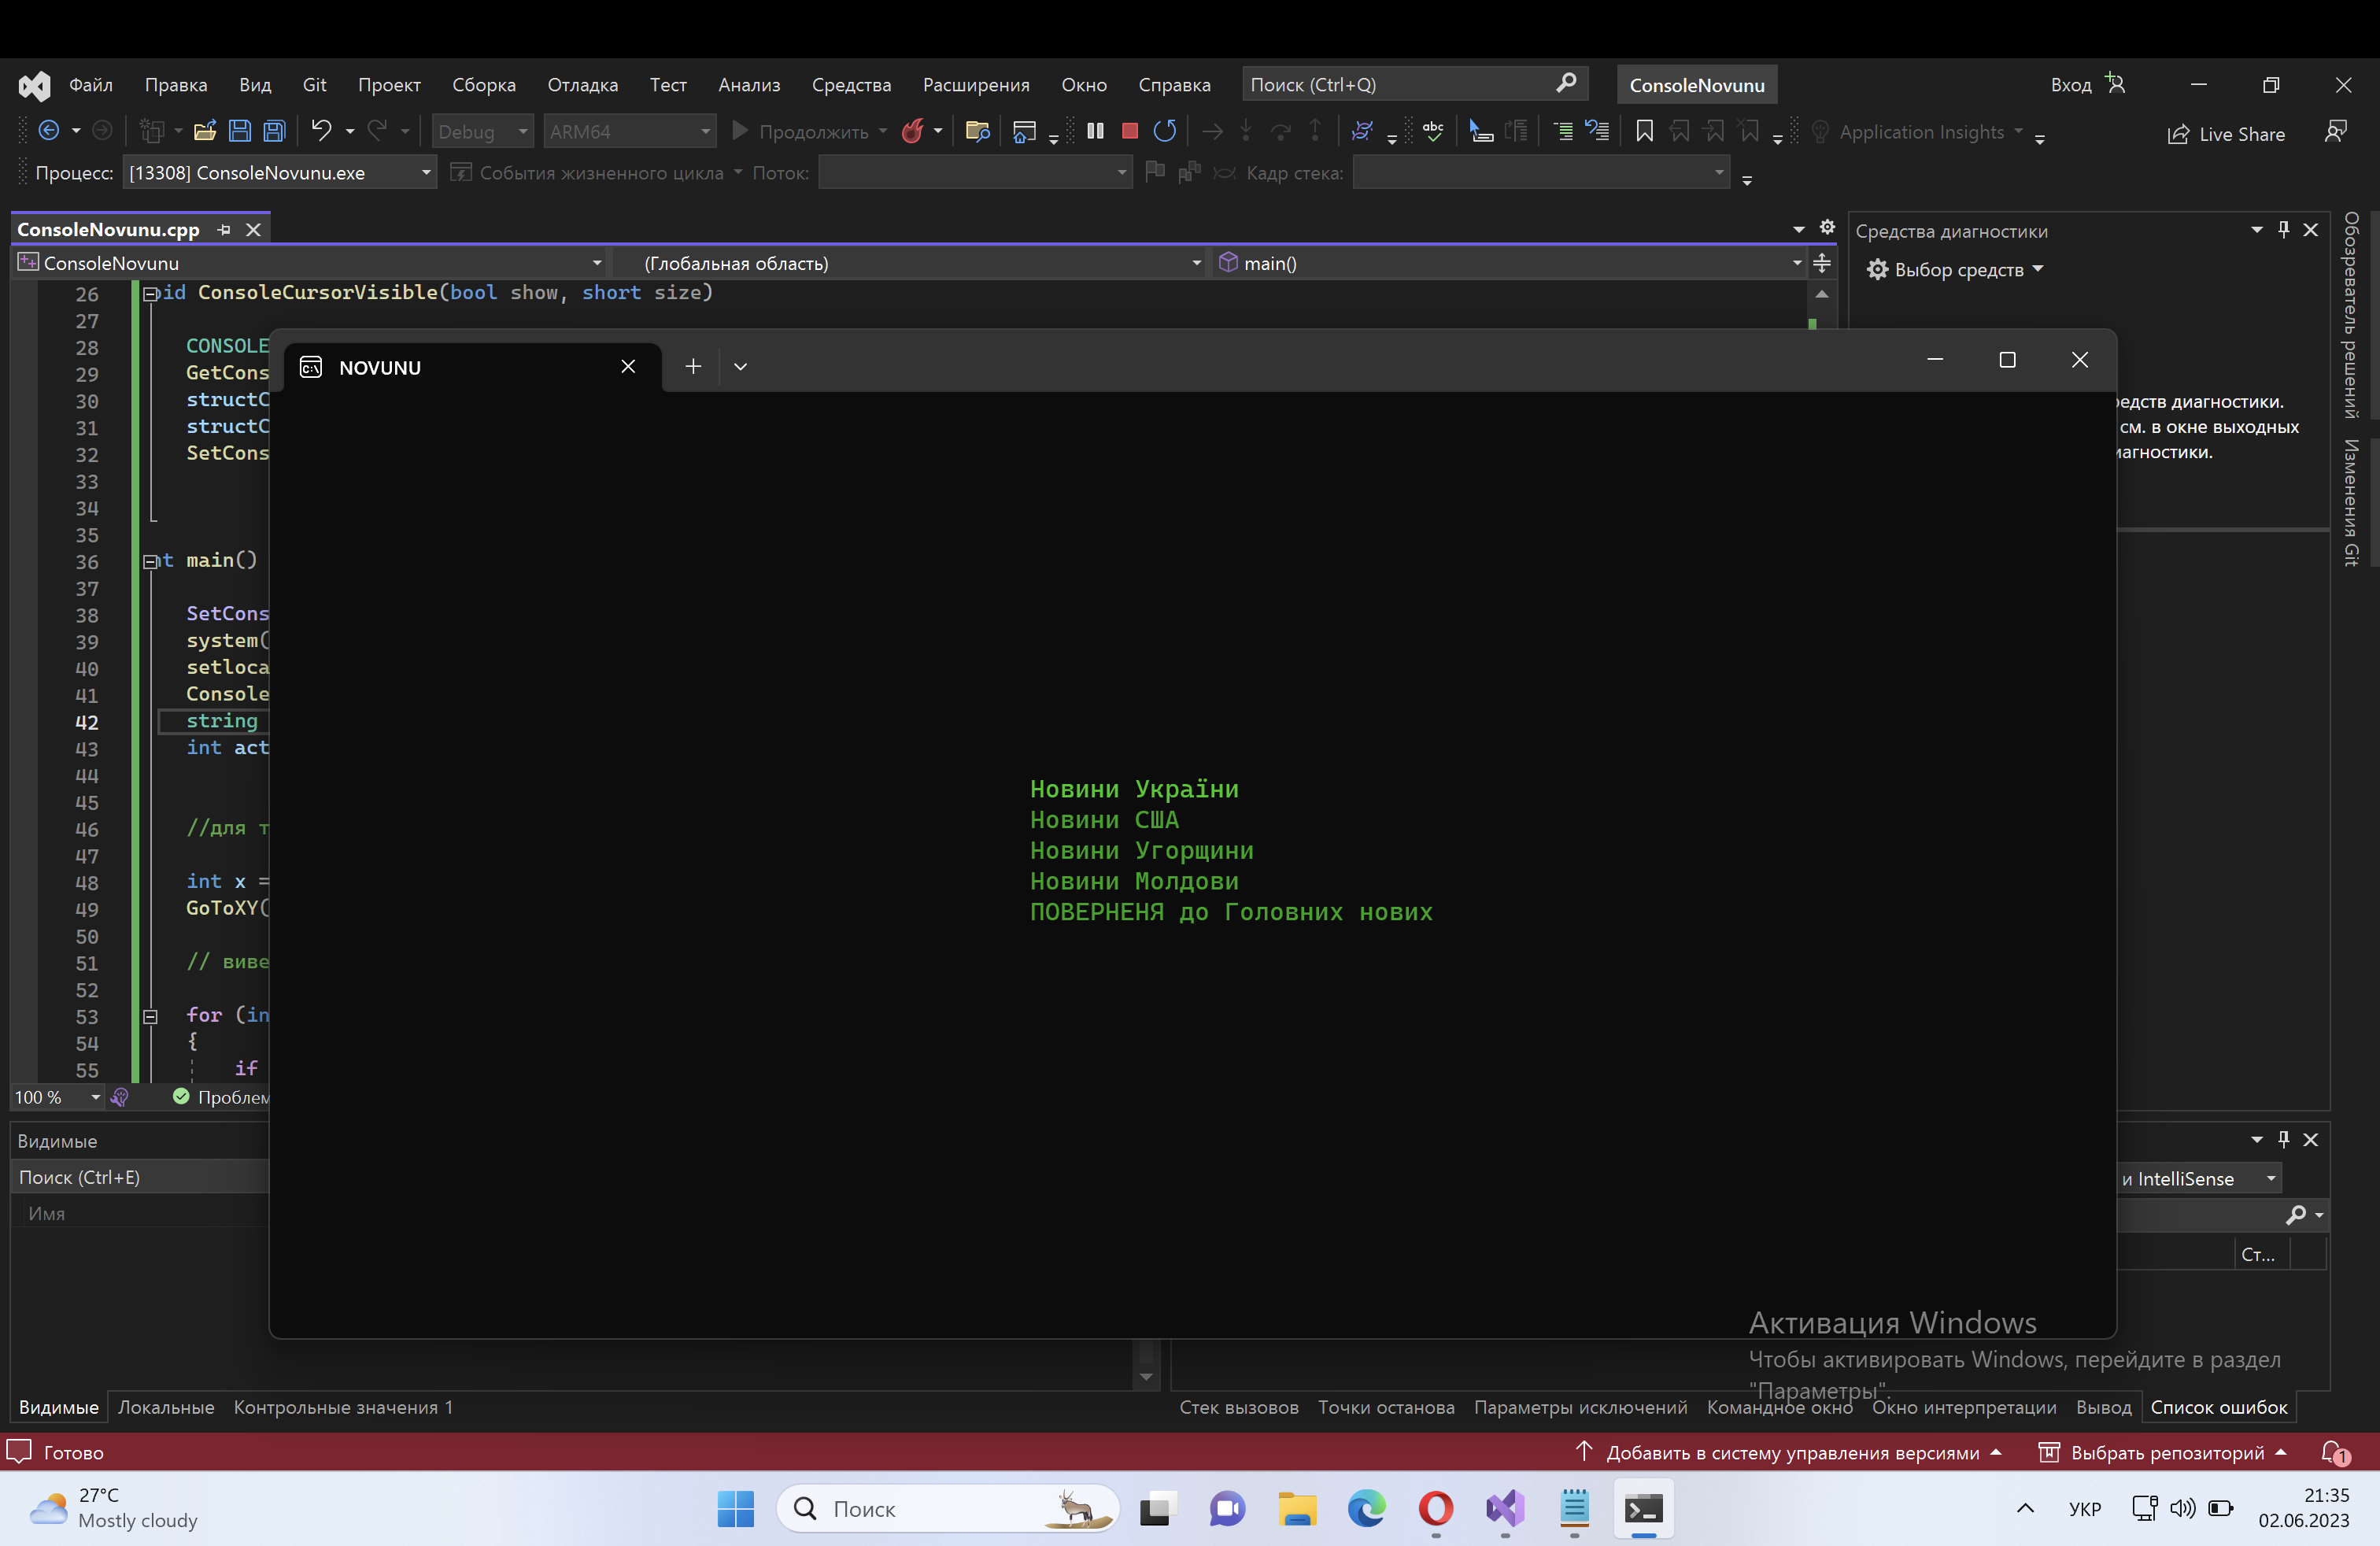 Файл Правка Вид Git Проект Сборка Отладка Тест Анализ Средства Расширения Окно Справка Поиск (Ctrl+Q) ConsoleNovunu Вход
Debug ARM64 Продолжить Application Insights Live Share
Процесс: [13308] ConsoleNovunu.exe События жизненного цикла Поток: Кадр стека:
ConsoleNovunu.cpp
ConsoleNovunu (Глобальная область) main()
Средства диагностики
Выбор средств
Обозреватель решений
Изменения Git
26 oid ConsoleCursorVisible(bool show, short size)
27
28 CONSOLE
29 GetCons
30 structC
31 structC
32 SetCons
33
34
35
36 nt main()
37
38 SetCons
39 system(
40 setloca
41 Console
42 string
43 int act
44
45
46 //для т
47
48 int x =
49 GoToXY(
50
51 // виве
52
53 for (in
54 {
55 if
редств диагностики.
см. в окне выходных
иагностики.
NOVUNU
Новини України
Новини США
Новини Угорщини
Новини Молдови
ПОВЕРНЕНЯ до Головних нових
100 % Проблем
Видимые
Поиск (Ctrl+E)
Имя
и IntelliSense
Ст...
Активация Windows
Чтобы активировать Windows, перейдите в раздел
"Параметры".
Видимые Локальные Контрольные значения 1
Стек вызовов Точки останова Параметры исключений Командное окно Окно интерпретации Вывод Список ошибок
Готово Добавить в систему управления версиями Выбрать репозиторий 1
27°C
Mostly cloudy
Поиск
УКР
21:35
02.06.2023